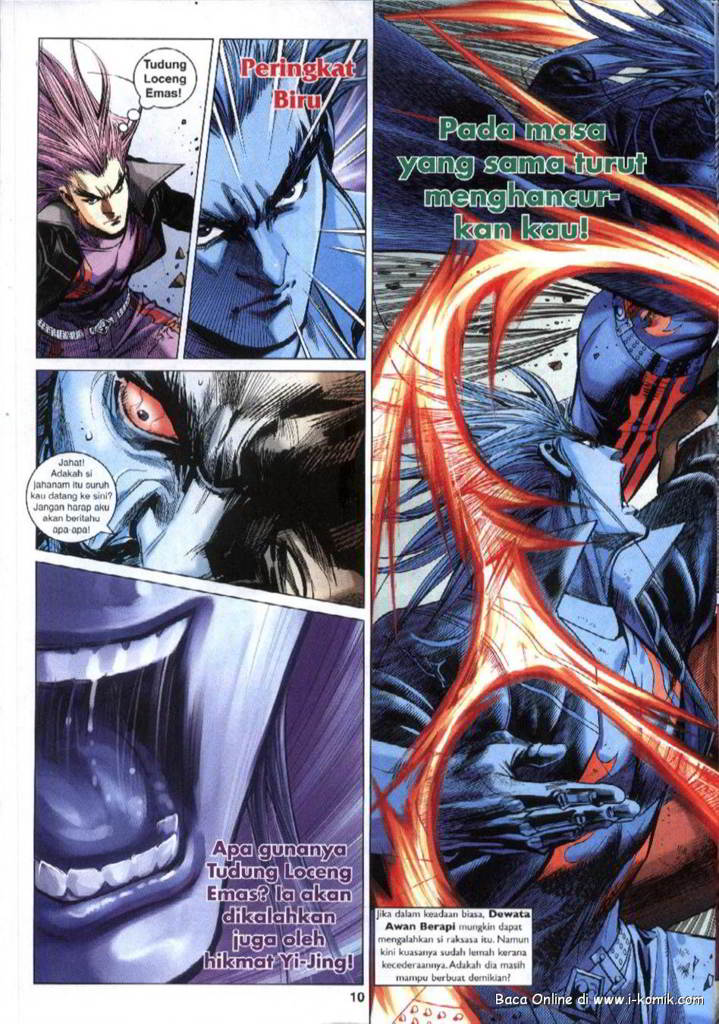 Tudung
Loceng
Emas!
Peringkat
Biru
Jahat!
Adakah si
jahanam itu suruh
kau datang ke sini?
Jangan harap aku
akan beritahu
apa-apa!
Apa gunanya
Tudung Loceng
Emas? Ia akan
dikalahkan
juga oleh
hikmat Yi-Jing!
10
Pada masa
yang sama turut
menghancur-
kan kau!
Jika dalam keadaan biasa, Dewata
Awan Berapi mungkin dapat
mengalahkan si raksasa itu. Namun
kini kuasanya sudah lemah kerana
kecederaannya. Adakah dia masih
mampu berbuat demikian?
Baca Online di www.i-komik.com